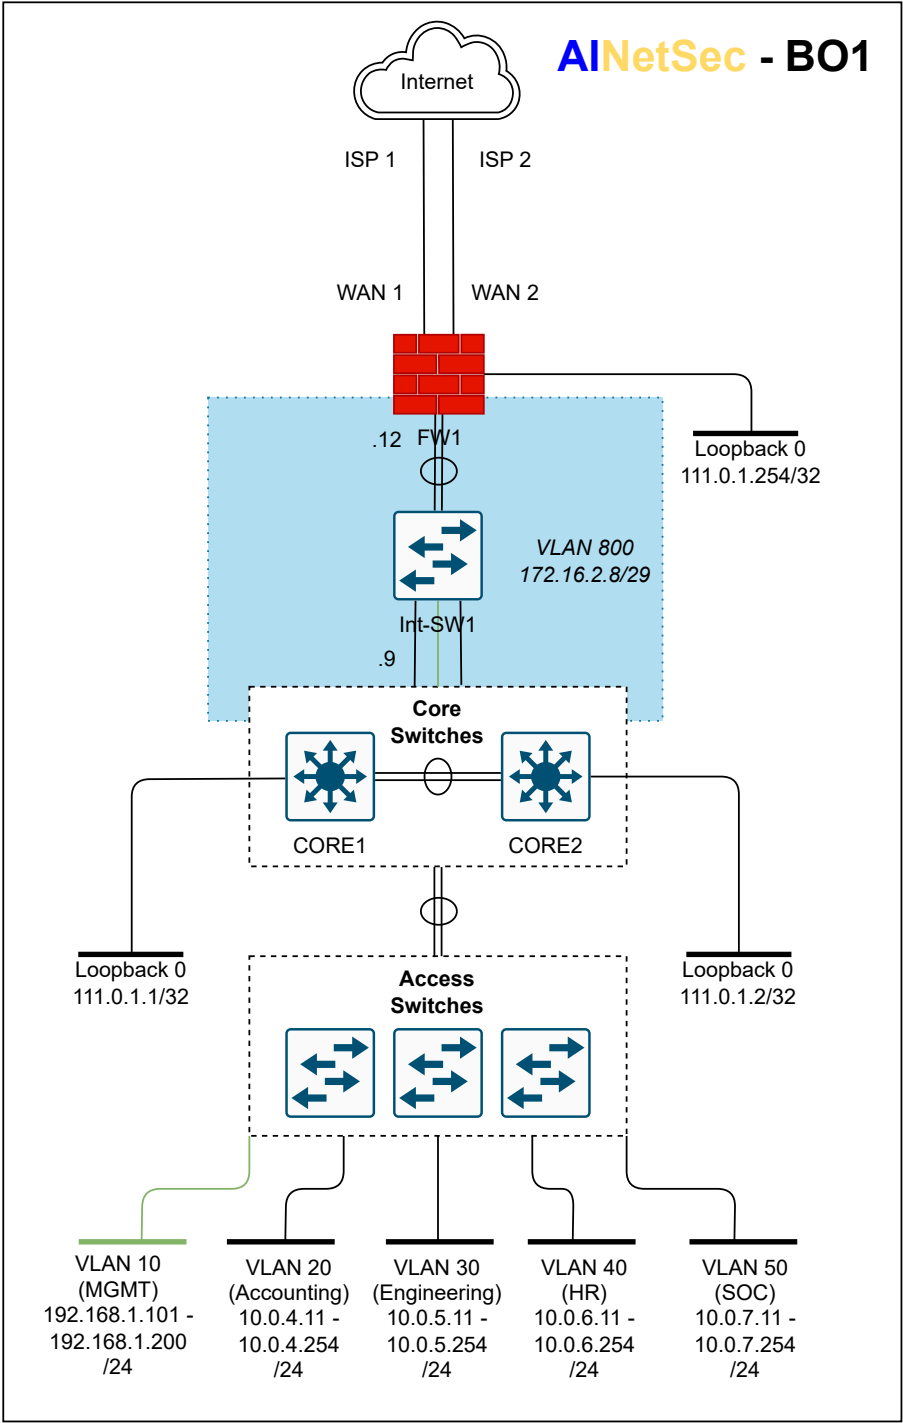 AINetSec - BO1
Internet
ISP 1
ISP 2
WAN 1
WAN 2
.12
FW1
Loopback 0
111.0.1.254/32
VLAN 800
172.16.2.8/29
Int-SW1
.9
Core
Switches
CORE1
CORE2
Loopback 0
111.0.1.1/32
Loopback 0
111.0.1.2/32
Access
Switches
VLAN 10
(MGMT)
192.168.1.101 -
192.168.1.200
/24
VLAN 20
(Accounting)
10.0.4.11 -
10.0.4.254
/24
VLAN 30
(Engineering)
10.0.5.11 -
10.0.5.254
/24
VLAN 40
(HR)
10.0.6.11 -
10.0.6.254
/24
VLAN 50
(SOC)
10.0.7.11 -
10.0.7.254
/24